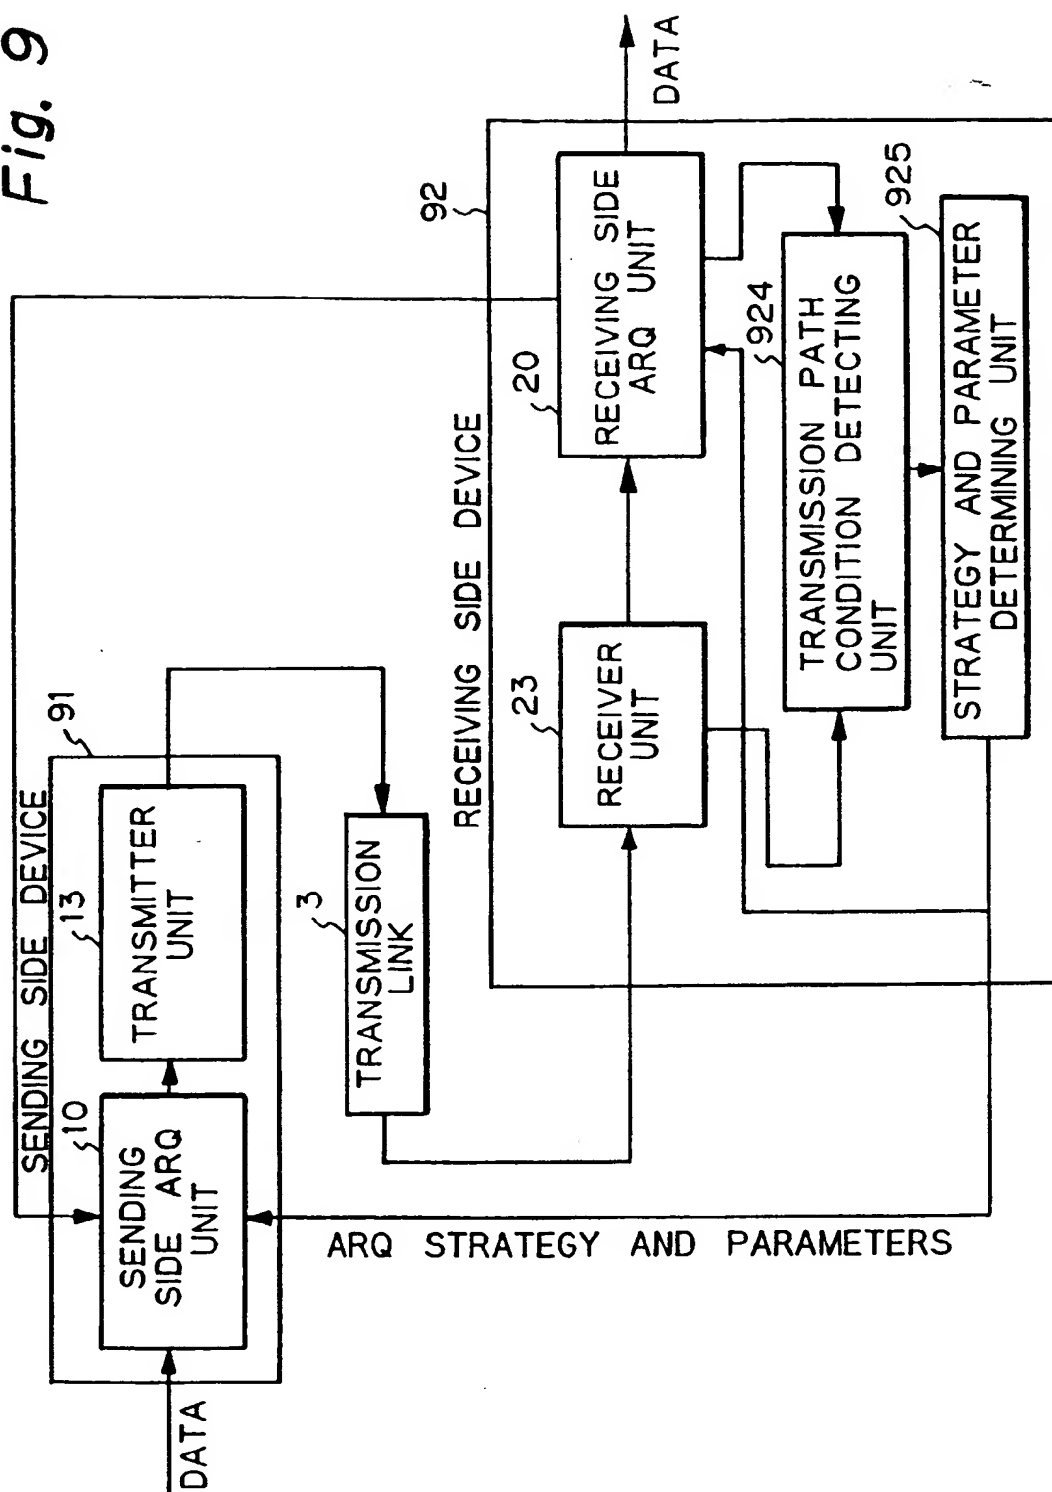 Fig. 9
SENDING SIDE DEVICE
91
DATA
10
SENDING
SIDE ARQ
UNIT
13
TRANSMITTER
UNIT
3
TRANSMISSION
LINK
ARQ STRATEGY AND PARAMETERS
RECEIVING SIDE DEVICE
92
23
RECEIVER
UNIT
20
RECEIVING SIDE
ARQ UNIT
DATA
924
TRANSMISSION PATH
CONDITION DETECTING
UNIT
925
STRATEGY AND PARAMETER
DETERMINING UNIT